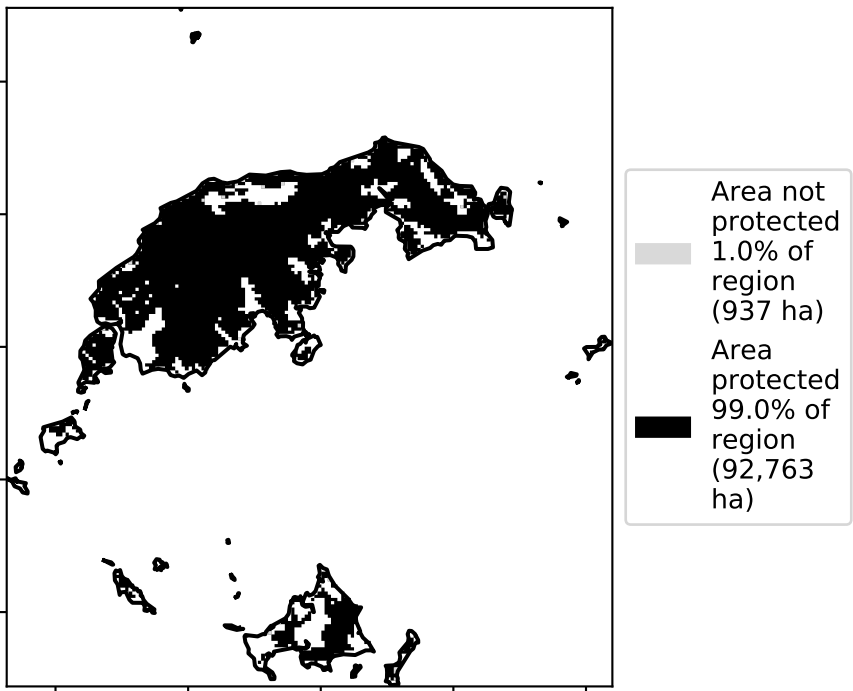 Area not
protected
1.0% of
region
(937 ha)
Area
protected
99.0% of
region
(92,763
ha)